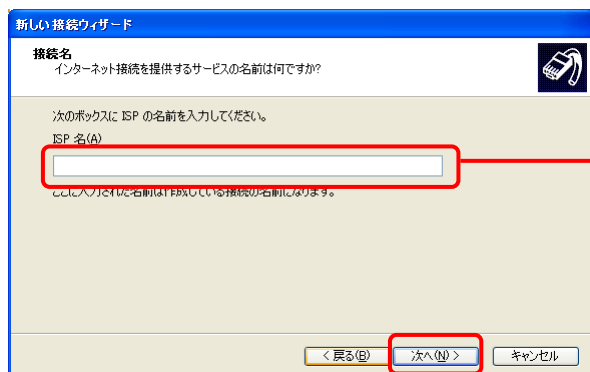 新しい接続ウィザード
接続名
インターネット接続を提供するサービスの名前は何ですか?
次のボックスに ISP の名前を入力してください。
ISP 名(A)
ここに入力された名前は作成している接続の名前になります。
< 戻る(B)
次へ(N) >
キャンセル